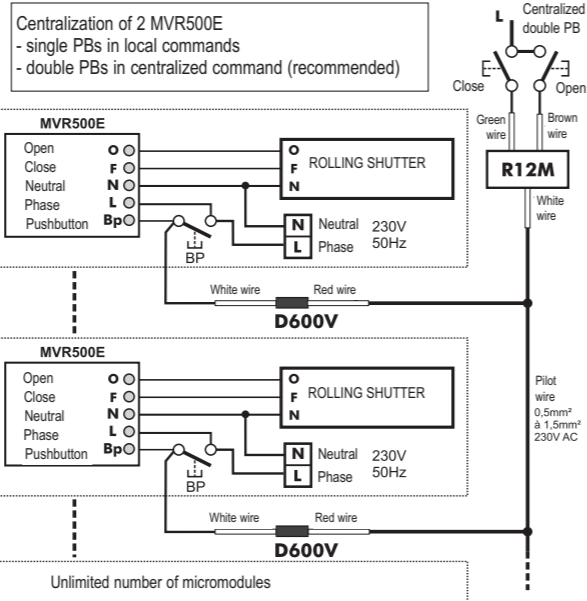 Centralization of 2 MVR500E
- single PBs in local commands
- double PBs in centralized command (recommended)
L
Centralized
double PB
Close
Open
Green
wire
Brown
wire
R12M
White
wire
MVR500E
Open O
Close F
Neutral N
Phase L
Pushbutton Bp
O
F ROLLING SHUTTER
N
N Neutral 230V
L Phase 50Hz
BP
White wire Red wire
D600V
MVR500E
Open O
Close F
Neutral N
Phase L
Pushbutton Bp
O
F ROLLING SHUTTER
N
N Neutral 230V
L Phase 50Hz
BP
Pilot
wire
0,5mm²
à 1,5mm²
230V AC
White wire Red wire
D600V
Unlimited number of micromodules